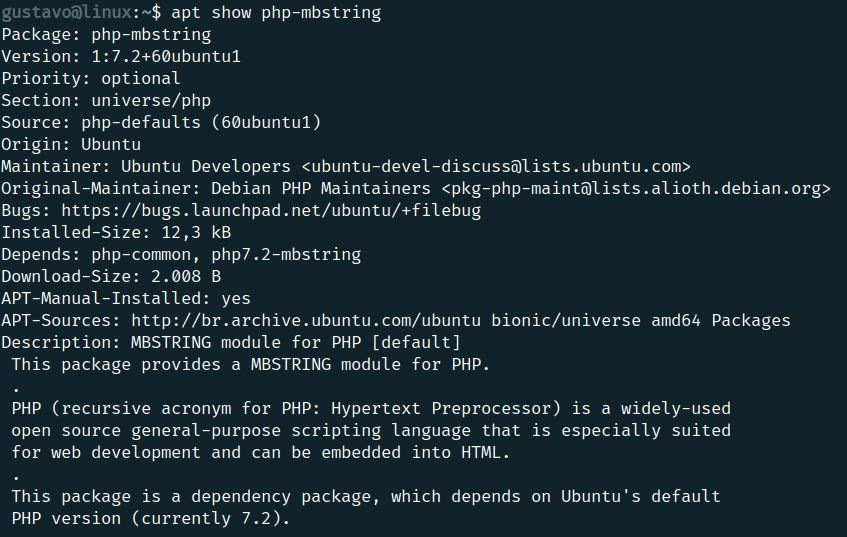 gustavo@linux:~$ apt show php-mbstring
Package: php-mbstring
Version: 1:7.2+60ubuntu1
Priority: optional
Section: universe/php
Source: php-defaults (60ubuntu1)
Origin: Ubuntu
Maintainer: Ubuntu Developers <ubuntu-devel-discuss@lists.ubuntu.com>
Original-Maintainer: Debian PHP Maintainers <pkg-php-maint@lists.alioth.debian.org>
Bugs: https://bugs.launchpad.net/ubuntu/+filebug
Installed-Size: 12,3 kB
Depends: php-common, php7.2-mbstring
Download-Size: 2.008 B
APT-Manual-Installed: yes
APT-Sources: http://br.archive.ubuntu.com/ubuntu bionic/universe amd64 Packages
Description: MBSTRING module for PHP [default]
 This package provides a MBSTRING module for PHP.
 .
 PHP (recursive acronym for PHP: Hypertext Preprocessor) is a widely-used
 open source general-purpose scripting language that is especially suited
 for web development and can be embedded into HTML.
 .
 This package is a dependency package, which depends on Ubuntu's default
 PHP version (currently 7.2).